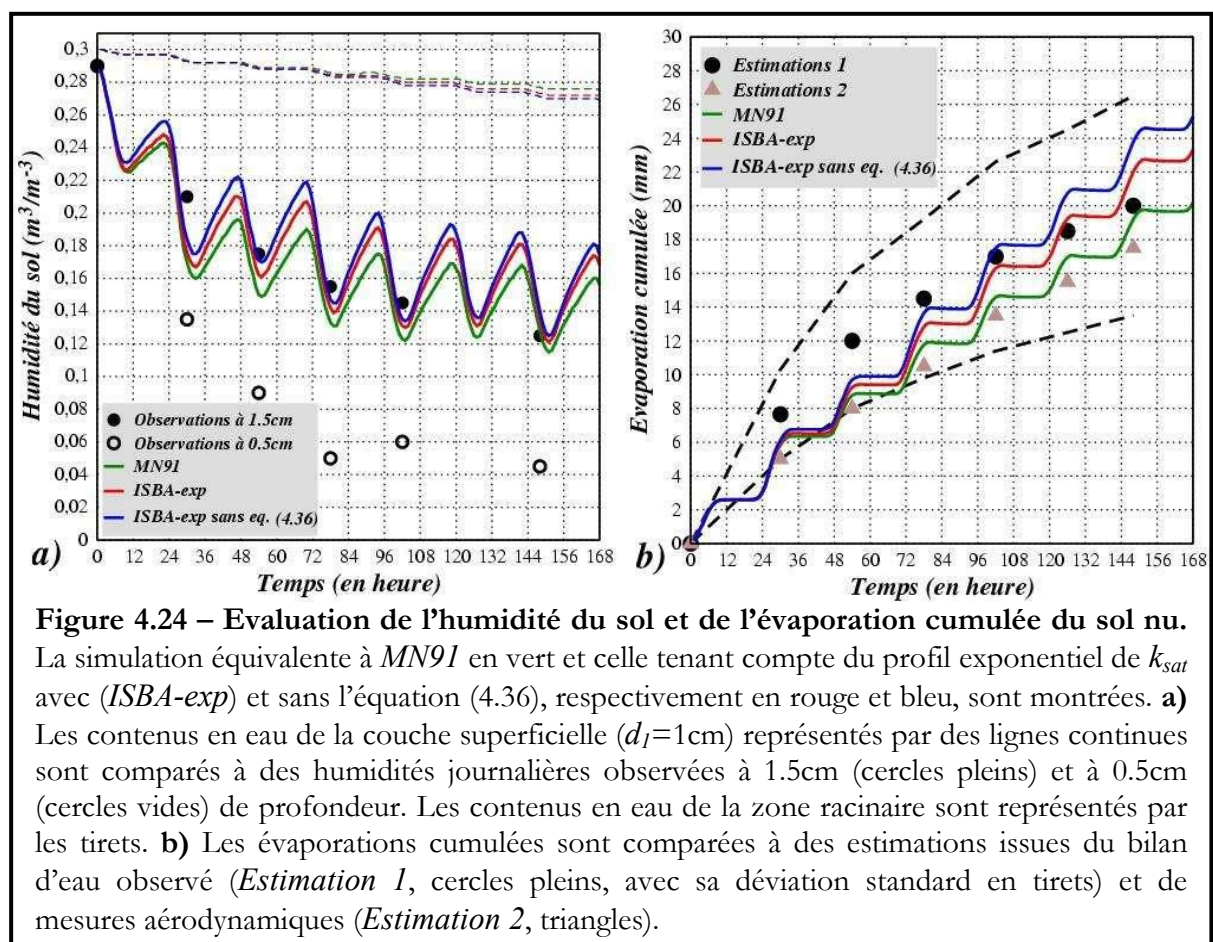 0,3
0,28
0,26
0,24
0,22
0,2
0,18
0,16
0,14
0,12
0,1
0,08
0,06
0,04
0,02
0
Humidité du sol (m³/m⁻³)
Observations à 1.5cm
Observations à 0.5cm
MN91
ISBA-exp
ISBA-exp sans eq. (4.36)
0 12 24 36 48 60 72 84 96 108 120 132 144 156 168
a)
Temps (en heure)
30
28
26
24
22
20
18
16
14
12
10
8
6
4
2
0
Evaporation cumulée (mm)
Estimations 1
Estimations 2
MN91
ISBA-exp
ISBA-exp sans eq. (4.36)
0 12 24 36 48 60 72 84 96 108 120 132 144 156 168
b)
Temps (en heure)
Figure 4.24 – Evaluation de l'humidité du sol et de l'évaporation cumulée du sol nu.
La simulation équivalente à MN91 en vert et celle tenant compte du profil exponentiel de ksat
avec (ISBA-exp) et sans l'équation (4.36), respectivement en rouge et bleu, sont montrées. a)
Les contenus en eau de la couche superficielle (d1=1cm) représentés par des lignes continues
sont comparés à des humidités journalières observées à 1.5cm (cercles pleins) et à 0.5cm
(cercles vides) de profondeur. Les contenus en eau de la zone racinaire sont représentés par
les tirets. b) Les évaporations cumulées sont comparées à des estimations issues du bilan
d'eau observé (Estimation 1, cercles pleins, avec sa déviation standard en tirets) et de
mesures aérodynamiques (Estimation 2, triangles).